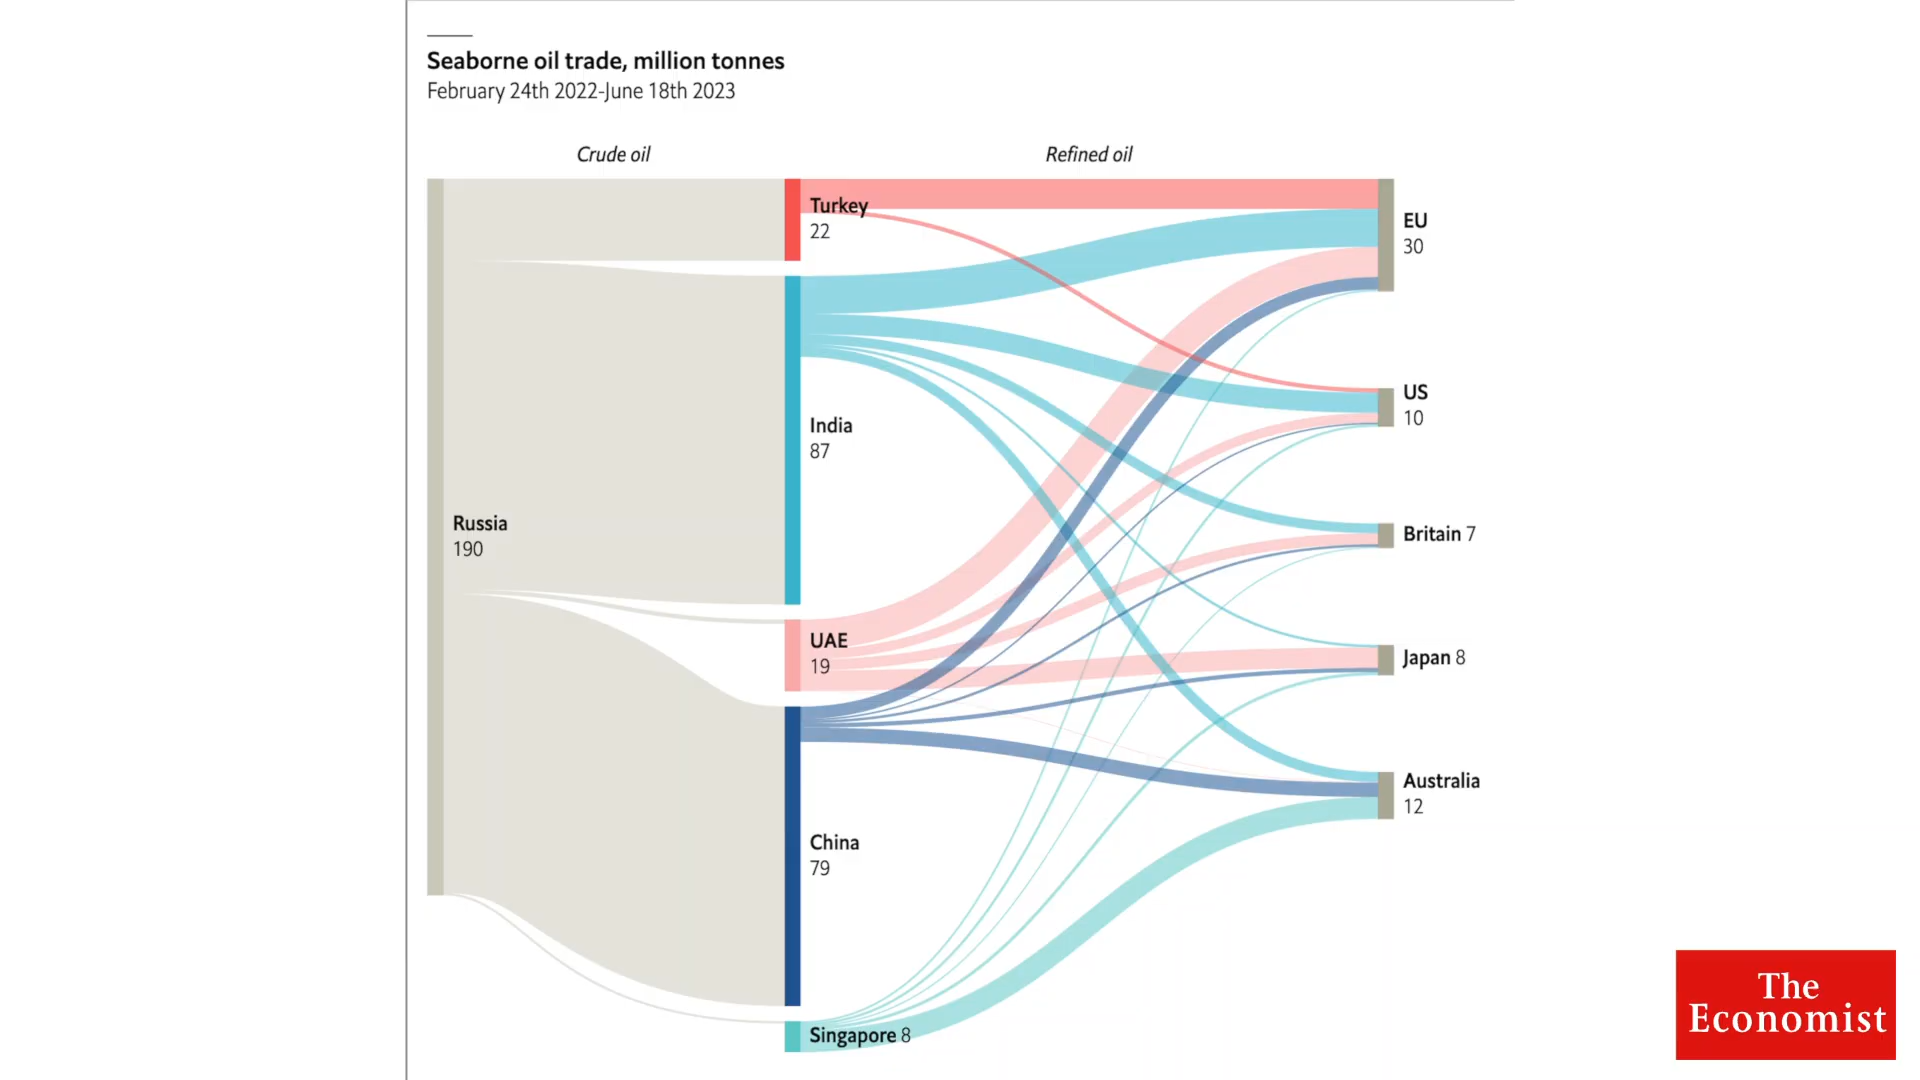 Seaborne oil trade, million tonnes
February 24th 2022-June 18th 2023
Crude oil
Refined oil
Turkey
22
India
87
Russia
190
UAE
19
China
79
Singapore 8
EU
30
US
10
Britain 7
Japan 8
Australia
12
The
Economist